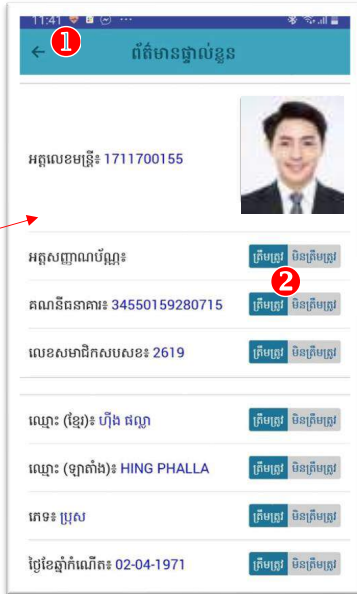 11:41 ...
1
ព័ត៌មានផ្ទាល់ខ្លួន
អត្តលេខមន្ត្រី៖ 1711700155
អត្តសញ្ញាណប័ណ្ណ៖ ត្រឹមត្រូវ មិនត្រឹមត្រូវ
2
គណនីធនាគារ៖ 34550159280715 ត្រឹមត្រូវ មិនត្រឹមត្រូវ
លេខសមាជិកសបសខ៖ 2619 ត្រឹមត្រូវ មិនត្រឹមត្រូវ
ឈ្មោះ (ខ្មែរ)៖ ហ៊ីង ផល្លា ត្រឹមត្រូវ មិនត្រឹមត្រូវ
ឈ្មោះ (ឡាតាំង)៖ HING PHALLA ត្រឹមត្រូវ មិនត្រឹមត្រូវ
ភេទ៖ ប្រុស ត្រឹមត្រូវ មិនត្រឹមត្រូវ
ថ្ងៃខែឆ្នាំកំណើត៖ 02-04-1971 ត្រឹមត្រូវ មិនត្រឹមត្រូវ